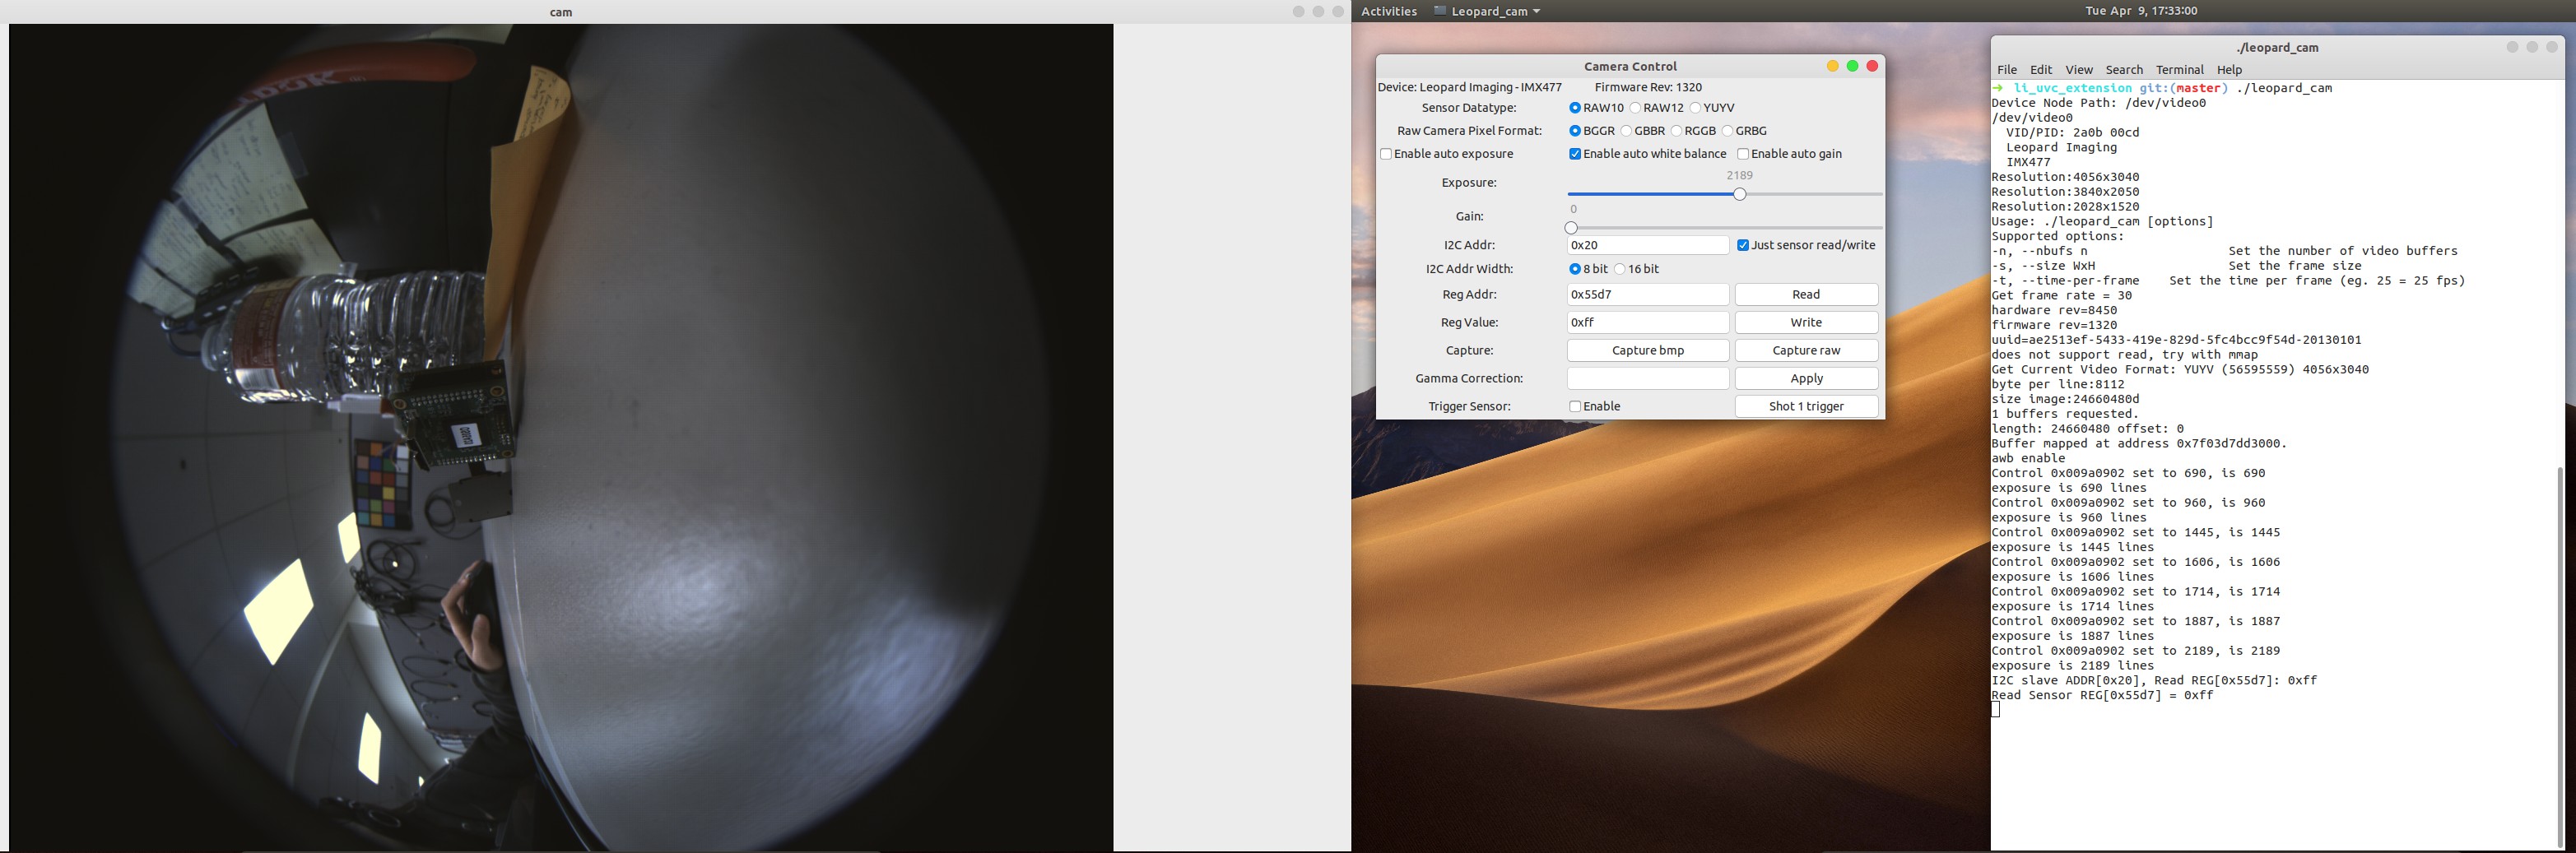 cam
Activities Leopard_cam Tue Apr 9, 17:33:00
Camera Control
Device: Leopard Imaging - IMX477 Firmware Rev: 1320
Sensor Datatype: RAW10 RAW12 YUYV
Raw Camera Pixel Format: BGGR GBBR RGGB GRBG
Enable auto exposure Enable auto white balance Enable auto gain
2189
Exposure:
0
Gain:
I2C Addr: 0x20 Just sensor read/write
I2C Addr Width: 8 bit 16 bit
Reg Addr: 0x55d7 Read
Reg Value: 0xff Write
Capture: Capture bmp Capture raw
Gamma Correction: Apply
Trigger Sensor: Enable Shot 1 trigger
./leopard_cam
File Edit View Search Terminal Help
➜ li_uvc_extension git:(master) ./leopard_cam
Device Node Path: /dev/video0
/dev/video0
VID/PID: 2a0b 00cd
Leopard Imaging
IMX477
Resolution:4056x3040
Resolution:3840x2050
Resolution:2028x1520
Usage: ./leopard_cam [options]
Supported options:
-n, --nbufs n Set the number of video buffers
-s, --size WxH Set the frame size
-t, --time-per-frame Set the time per frame (eg. 25 = 25 fps)
Get frame rate = 30
hardware rev=8450
firmware rev=1320
uuid=ae2513ef-5433-419e-829d-5fc4bcc9f54d-20130101
does not support read, try with mmap
Get Current Video Format: YUYV (56595559) 4056x3040
byte per line:8112
size image:24660480d
1 buffers requested.
length: 24660480 offset: 0
Buffer mapped at address 0x7f03d7dd3000.
awb enable
Control 0x009a0902 set to 690, is 690
exposure is 690 lines
Control 0x009a0902 set to 960, is 960
exposure is 960 lines
Control 0x009a0902 set to 1445, is 1445
exposure is 1445 lines
Control 0x009a0902 set to 1606, is 1606
exposure is 1606 lines
Control 0x009a0902 set to 1714, is 1714
exposure is 1714 lines
Control 0x009a0902 set to 1887, is 1887
exposure is 1887 lines
Control 0x009a0902 set to 2189, is 2189
exposure is 2189 lines
I2C slave ADDR[0x20], Read REG[0x55d7]: 0xff
Read Sensor REG[0x55d7] = 0xff